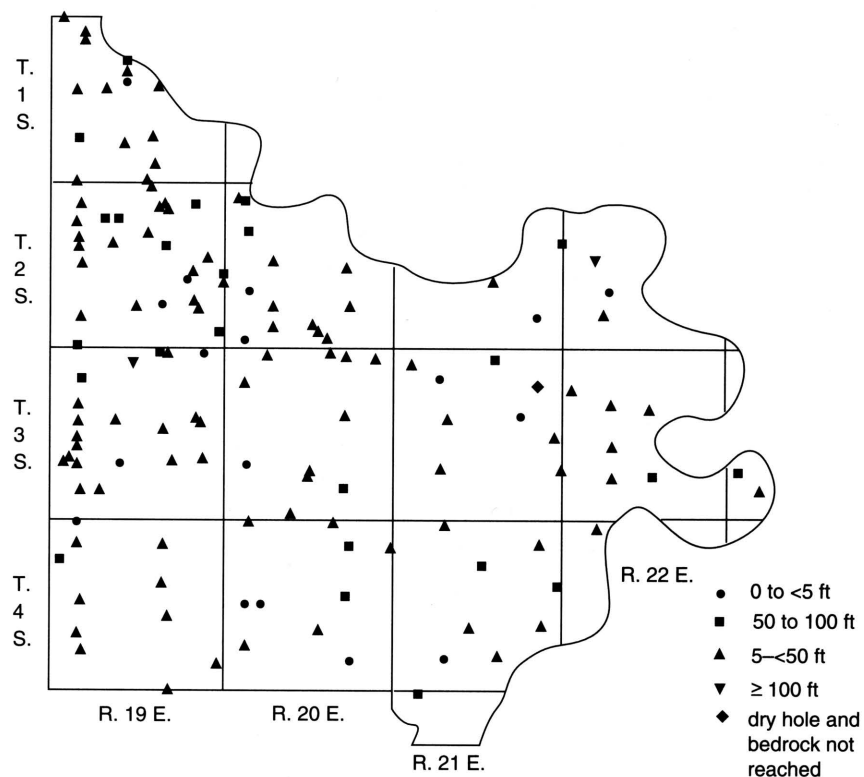 T.
1
S.
T.
2
S.
T.
3
S.
T.
4
S.
R. 19 E.
R. 20 E.
R. 21 E.
R. 22 E.
0 to <5 ft
50 to 100 ft
5–<50 ft
≥ 100 ft
dry hole and
bedrock not
reached